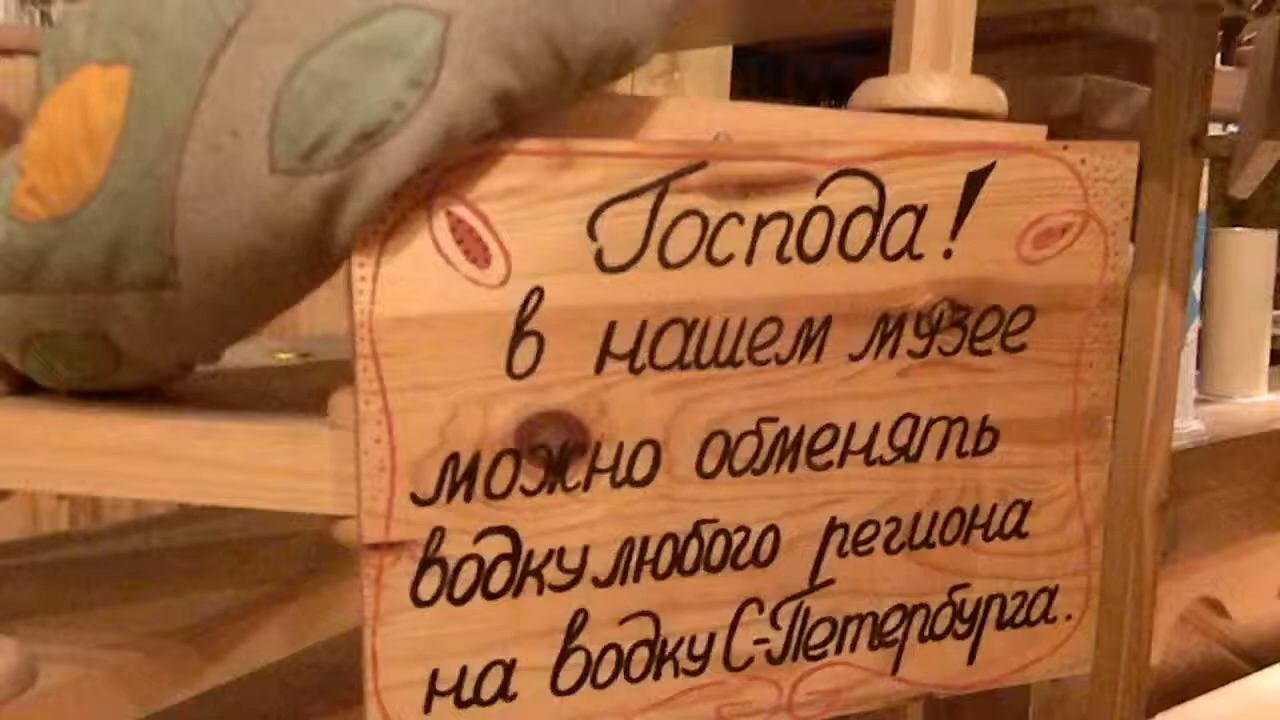 Господа!
в нашем музее
можно обменять
водку любого региона
на водку С-Петербурга.